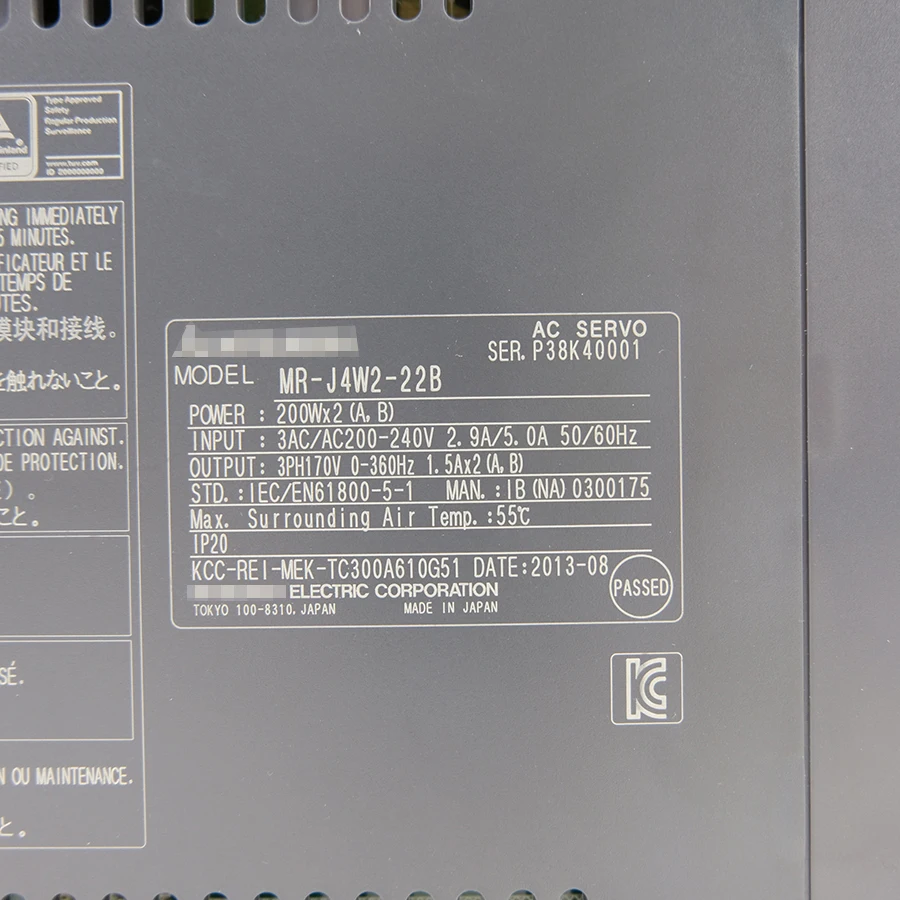 Type Approved
Safety
Regular Production
Surveillance
www.tuv.com
ID 2000000000
NG IMMEDIATELY
5 MINUTES.
FICATEUR ET LE
TEMPS DE
UTES.
模块和接线。
を触れないこと。
CTION AGAINST.
DE PROTECTION.
) 。
こと。
SÉ.
N OU MAINTENANCE.
と。
AC SERVO
SER. P38K40001
MODEL MR-J4W2-22B
POWER : 200Wx2 (A, B)
INPUT : 3AC/AC200-240V 2.9A/5.0A 50/60Hz
OUTPUT: 3PH170V 0-360Hz 1.5Ax2 (A, B)
STD. : IEC/EN61800-5-1 MAN. : IB (NA) 0300175
Max. Surrounding Air Temp. : 55℃
IP20
KCC-REI-MEK-TC300A610G51 DATE: 2013-08
PASSED
ELECTRIC CORPORATION
TOKYO 100-8310, JAPAN MADE IN JAPAN